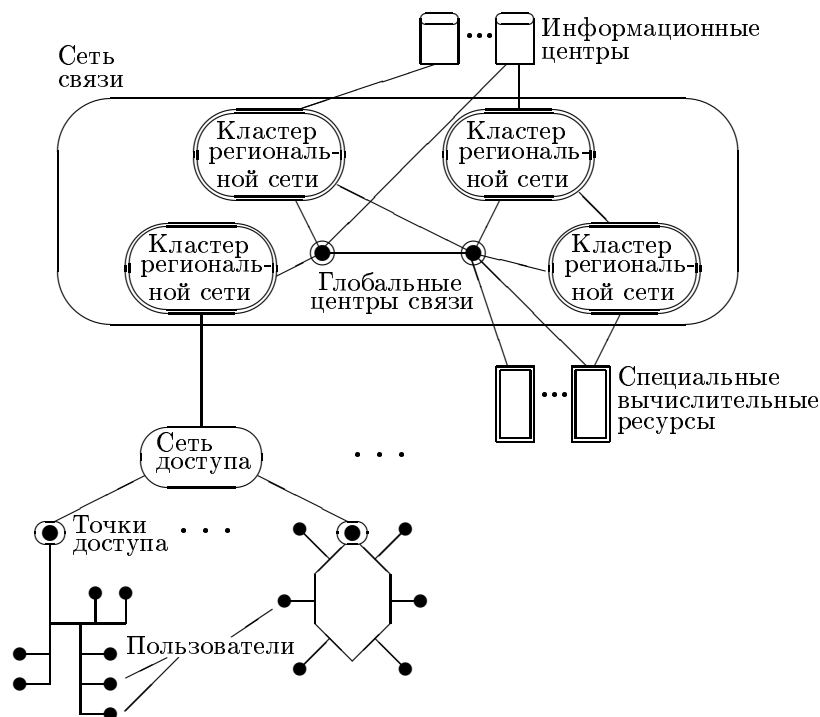 Информационные
центры
Сеть
связи
Кластер
региональ-
ной сети
Кластер
региональ-
ной сети
Кластер
региональ-
ной сети
Кластер
региональ-
ной сети
Глобальные
центры связи
Специальные
вычислительные
ресурсы
Сеть
доступа
Точки
доступа
Пользователи